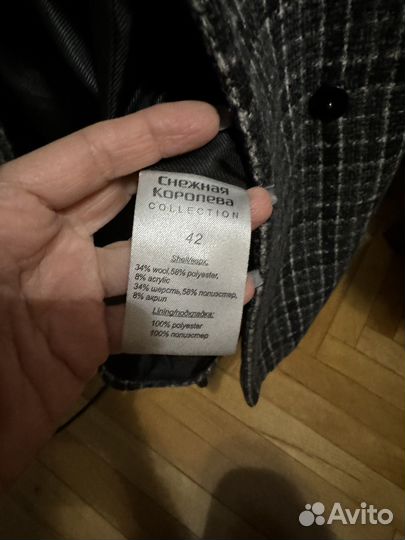 Снежная
Королева
COLLECTION
42
Shell/верх:
34% wool,58% polyester,
8% acrylic
34% шерсть,58% полиэстер,
8% акрил
Lining/подкладка:
100% polyester
100% полиэстер
Avito